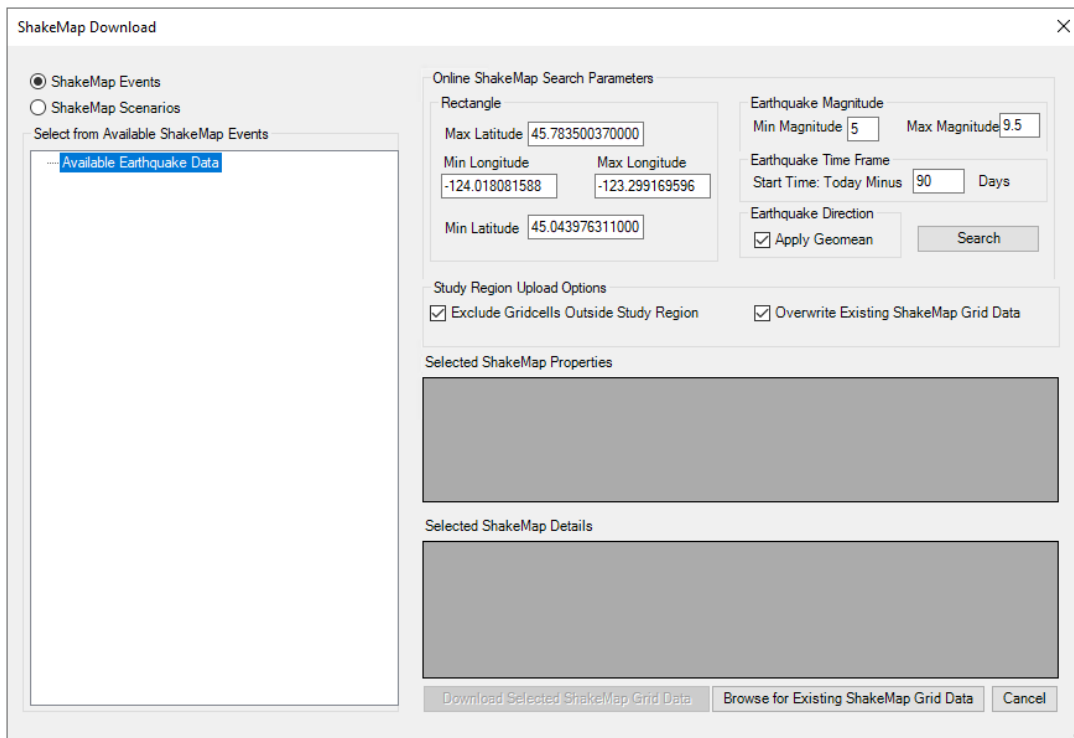 ShakeMap Download
ShakeMap Events
ShakeMap Scenarios
Select from Available ShakeMap Events
Available Earthquake Data
Online ShakeMap Search Parameters
Rectangle
Max Latitude 45.783500370000
Min Longitude Max Longitude
-124.018081588 -123.299169596
Min Latitude 45.043976311000
Earthquake Magnitude
Min Magnitude 5 Max Magnitude 9.5
Earthquake Time Frame
Start Time: Today Minus 90 Days
Earthquake Direction
Apply Geomean Search
Study Region Upload Options
Exclude Gridcells Outside Study Region Overwrite Existing ShakeMap Grid Data
Selected ShakeMap Properties
Selected ShakeMap Details
Download Selected ShakeMap Grid Data Browse for Existing ShakeMap Grid Data Cancel